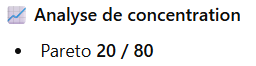 📈 Analyse de concentration
• Pareto 20 / 80